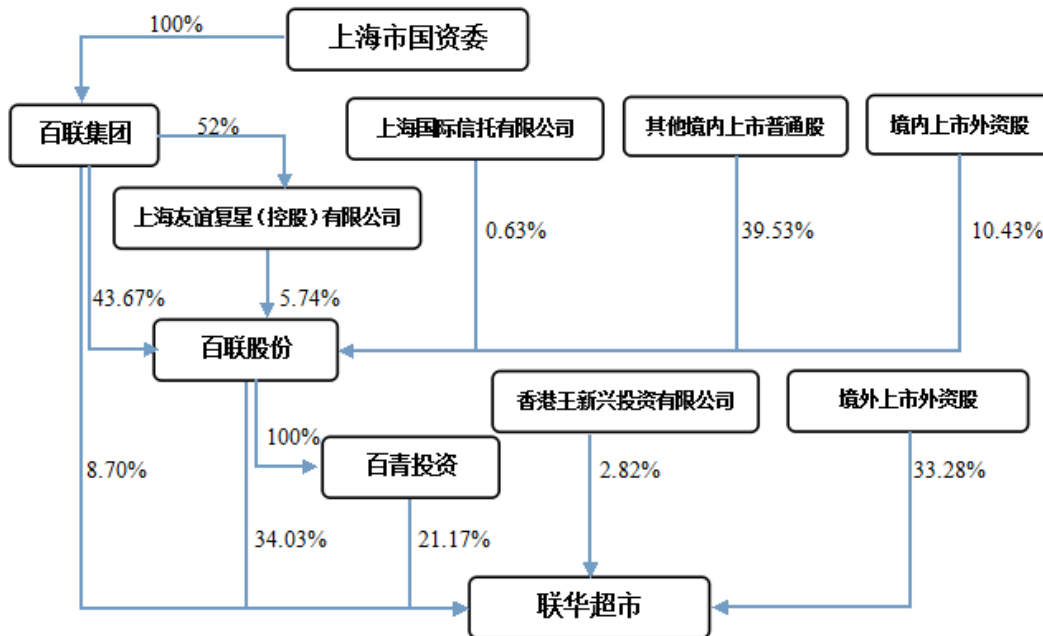 100%
上海市国资委
百联集团
52%
上海国际信托有限公司
其他境内上市普通股
境内上市外资股
上海友谊复星（控股）有限公司
0.63%
39.53%
10.43%
43.67%
5.74%
百联股份
香港王新兴投资有限公司
境外上市外资股
100%
百青投资
8.70%
2.82%
33.28%
34.03%
21.17%
联华超市